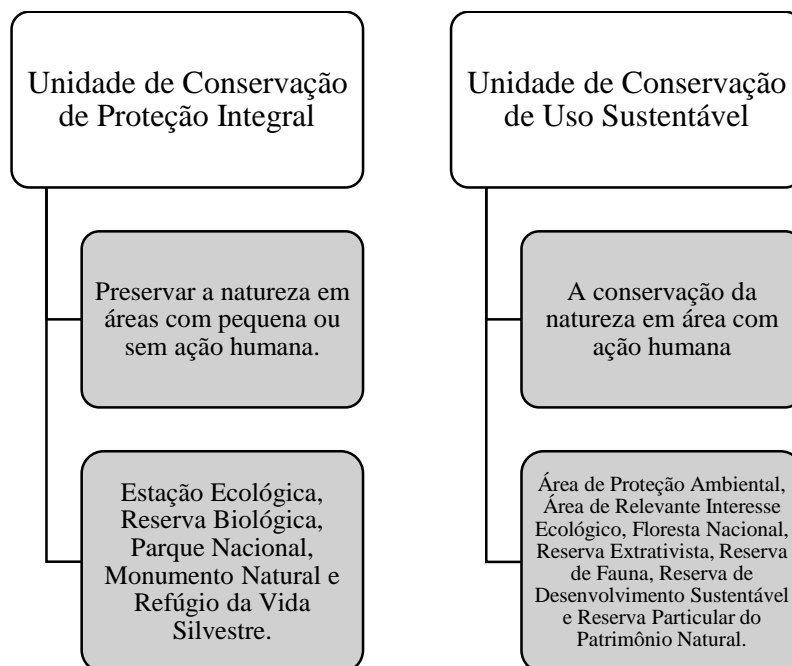 Unidade de Conservação
de Proteção Integral
Preservar a natureza em
áreas com pequena ou
sem ação humana.
Estação Ecológica,
Reserva Biológica,
Parque Nacional,
Monumento Natural e
Refúgio da Vida
Silvestre.
Unidade de Conservação
de Uso Sustentável
A conservação da
natureza em área com
ação humana
Área de Proteção Ambiental,
Área de Relevante Interesse
Ecológico, Floresta Nacional,
Reserva Extrativista, Reserva
de Fauna, Reserva de
Desenvolvimento Sustentável
e Reserva Particular do
Patrimônio Natural.